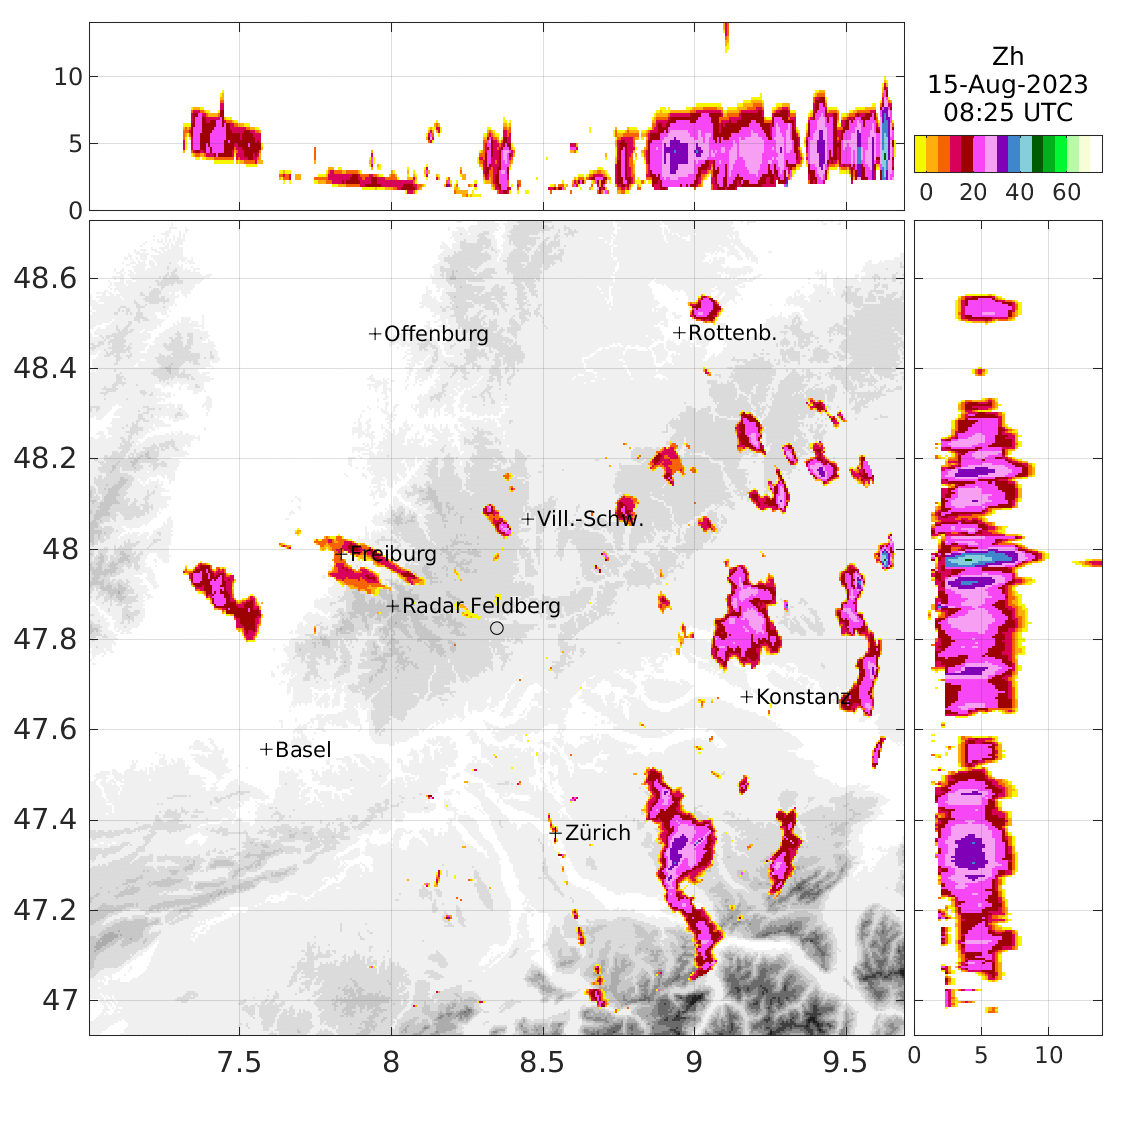 10
5
0
Zh
15-Aug-2023
08:25 UTC
0 20 40 60
48.6
48.4
48.2
48
47.8
47.6
47.4
47.2
47
+Offenburg
+Rottenb.
+Vill.-Schw.
+Freiburg
+Radar Feldberg
+Konstanz
+Basel
+Zürich
7.5 8 8.5 9 9.5
0 5 10